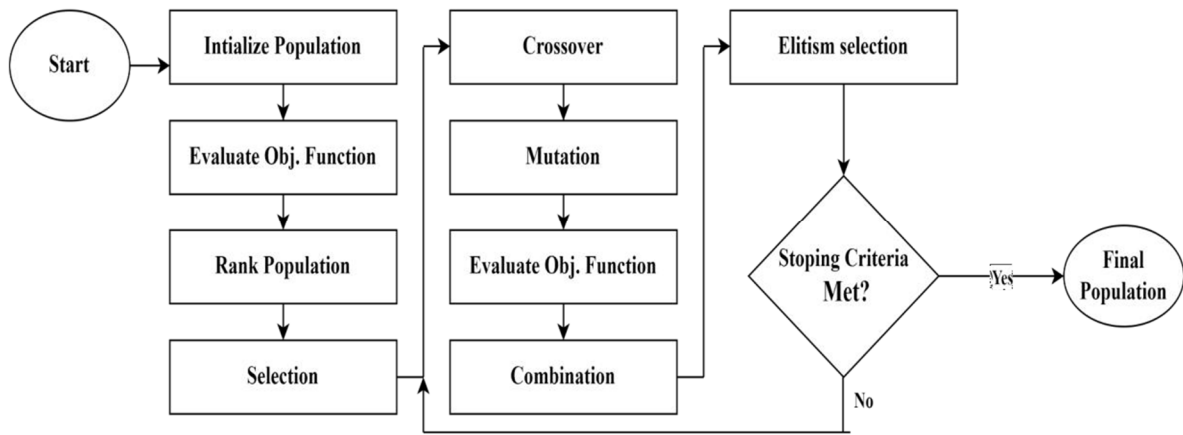 Start
Intialize Population
Evaluate Obj. Function
Rank Population
Selection
Crossover
Mutation
Evaluate Obj. Function
Combination
Elitism selection
Stoping Criteria
Met?
Yes
No
Final
Population